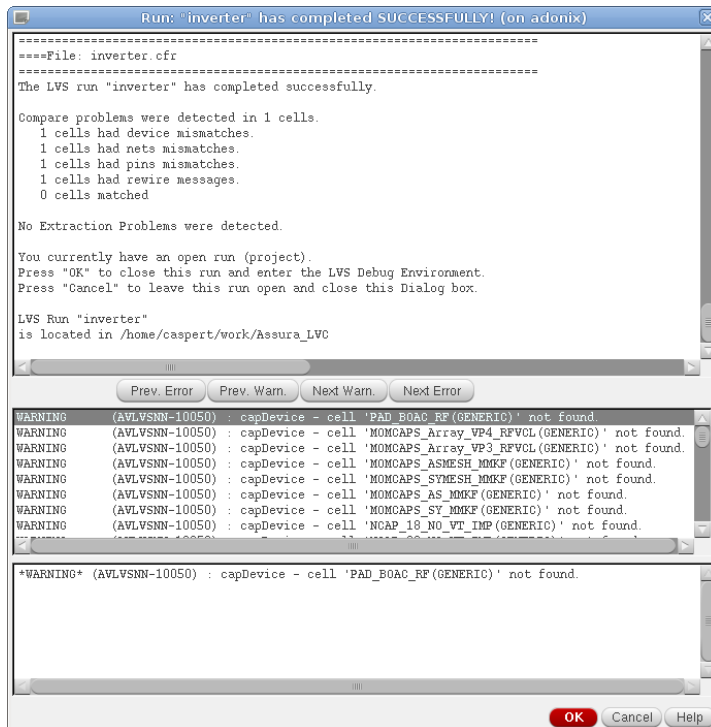 Run: "inverter" has completed SUCCESSFULLY! (on adonix)
=====================================================================
====File: inverter.cfr
=====================================================================
The LVS run "inverter" has completed successfully.
Compare problems were detected in 1 cells.
1 cells had device mismatches.
1 cells had nets mismatches.
1 cells had pins mismatches.
1 cells had rewire messages.
0 cells matched
No Extraction Problems were detected.
You currently have an open run (project).
Press "OK" to close this run and enter the LVS Debug Environment.
Press "Cancel" to leave this run open and close this Dialog box.
LVS Run "inverter"
is located in /home/caspert/work/Assura_LVC
Prev. Error Prev. Warn. Next Warn. Next Error
WARNING (AVLVSNN-10050) : capDevice - cell 'PAD_BOAC_RF(GENERIC)' not found.
WARNING (AVLVSNN-10050) : capDevice - cell 'MOMCAPS_Array_VP4_RFVCL(GENERIC)' not found.
WARNING (AVLVSNN-10050) : capDevice - cell 'MOMCAPS_Array_VP3_RFVCL(GENERIC)' not found.
WARNING (AVLVSNN-10050) : capDevice - cell 'MOMCAPS_ASMESH_MMKF(GENERIC)' not found.
WARNING (AVLVSNN-10050) : capDevice - cell 'MOMCAPS_SYMESH_MMKF(GENERIC)' not found.
WARNING (AVLVSNN-10050) : capDevice - cell 'MOMCAPS_AS_MMKF(GENERIC)' not found.
WARNING (AVLVSNN-10050) : capDevice - cell 'MOMCAPS_SY_MMKF(GENERIC)' not found.
WARNING (AVLVSNN-10050) : capDevice - cell 'NCAP_18_NO_VT_IMP(GENERIC)' not found.
*WARNING* (AVLVSNN-10050) : capDevice - cell 'PAD_BOAC_RF(GENERIC)' not found.
OK Cancel Help